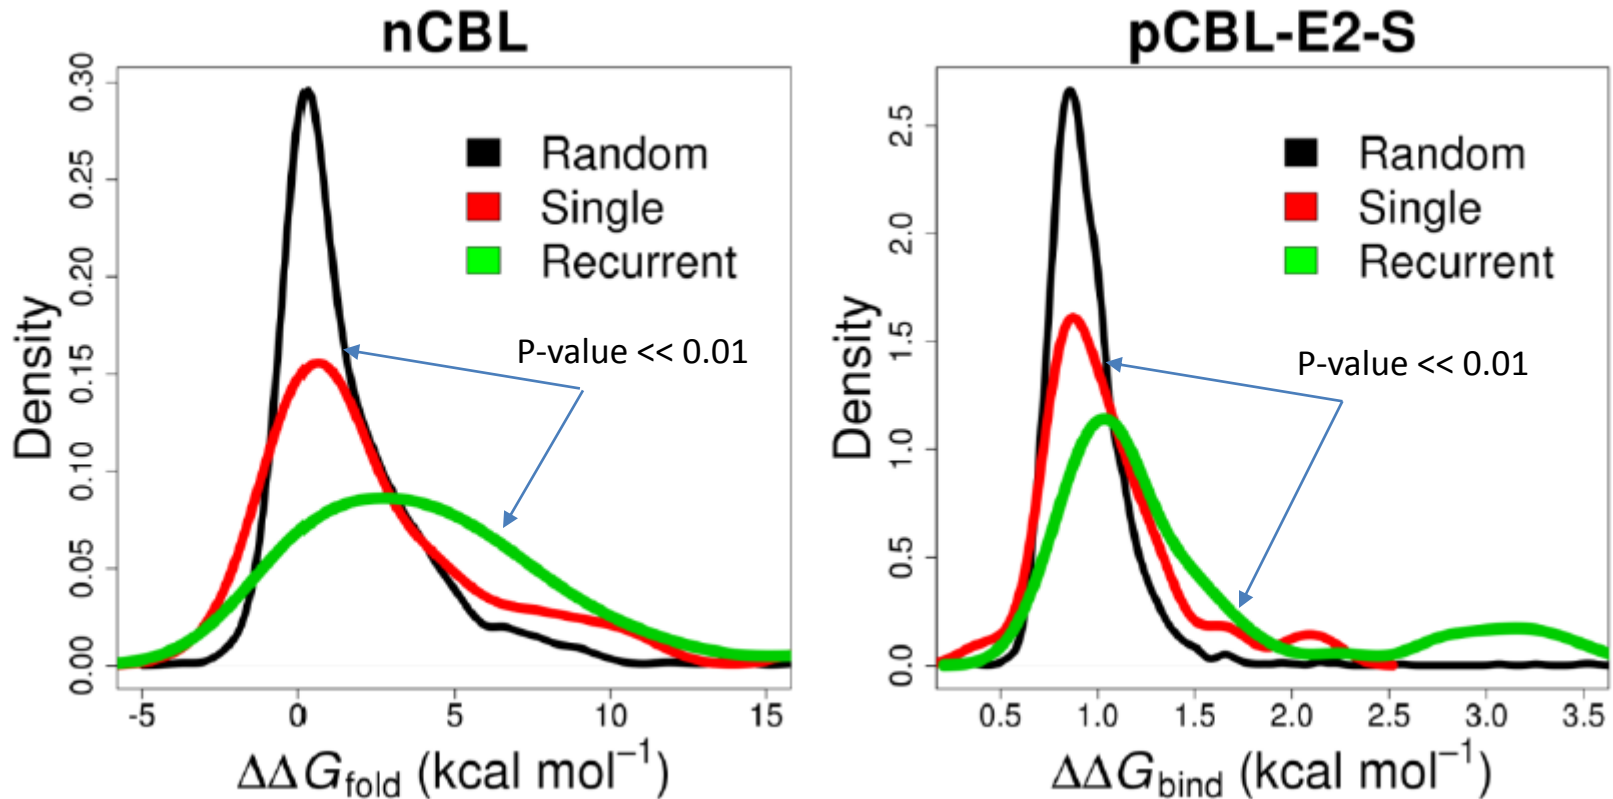 nCBL
0.30
0.25
0.20
0.15
0.10
0.05
0.00
Density
Random
Single
Recurrent
P-value << 0.01
-5 0 5 10 15
ΔΔG_fold (kcal mol⁻¹)
pCBL-E2-S
2.5
2.0
1.5
1.0
0.5
0.0
Density
Random
Single
Recurrent
P-value << 0.01
0.5 1.0 1.5 2.0 2.5 3.0 3.5
ΔΔG_bind (kcal mol⁻¹)